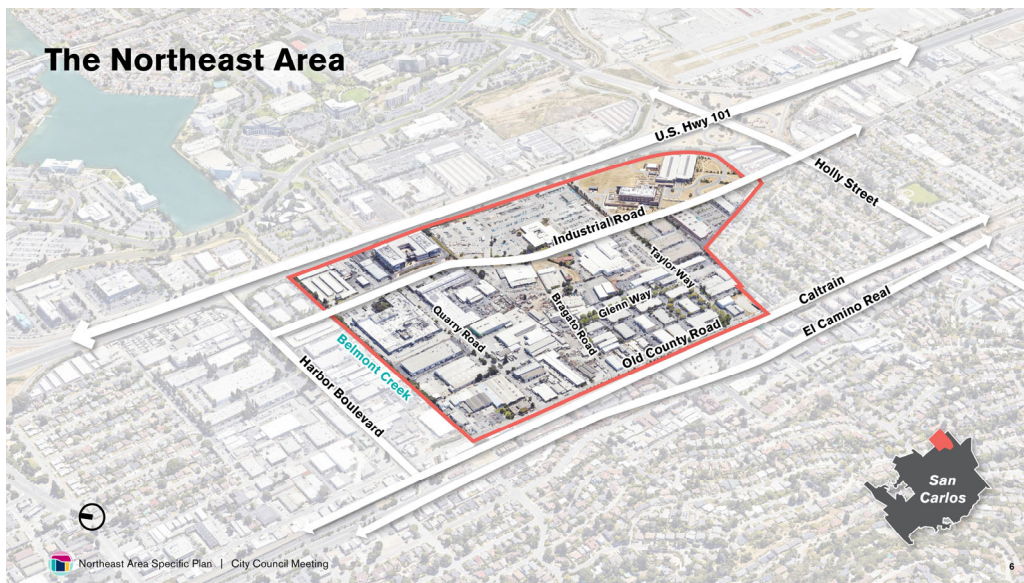 The Northeast Area
U.S. Hwy 101
Holly Street
Industrial Road
Taylor Way
Caltrain
Glenn Way
El Camino Real
Bragato Road
Quarry Road
Old County Road
Belmont Creek
Harbor Boulevard
San
Carlos
Northeast Area Specific Plan | City Council Meeting
6